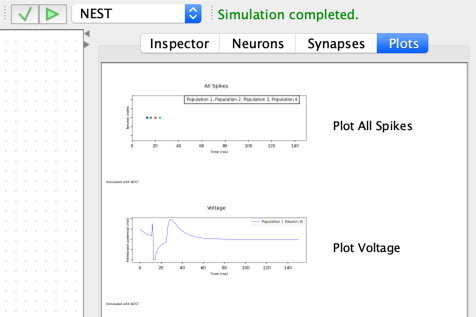 NEST
Simulation completed.
Inspector
Neurons
Synapses
Plots
All Spikes
Population 1, Population 2, Population 3, Population 4
Neuron index
0 20 40 60 80 100 120 140
Time (ms)
Simulated with NEST
Plot All Spikes
Voltage
Membrane potential (mV)
Population 1 (Neuron 0)
0 20 40 60 80 100 120 140
Time (ms)
Simulated with NEST
Plot Voltage